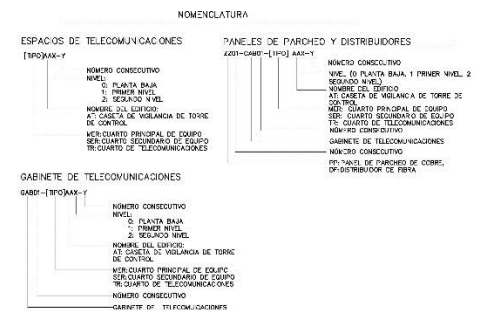 NOMENCLATURA
ESPACIOS DE TELECOMUNICACIONES
[TIPO]AAX-Y
NÚMERO CONSECUTIVO
NIVEL:
0: PLANTA BAJA
1: PRIMER NIVEL
2: SEGUNDO NIVEL
NOMBRE DEL EDIFICIO:
AT: CASETA DE VIGILANCIA DE TORRE
DE CONTROL
MER: CUARTO PRINCIPAL DE EQUIPO
SER: CUARTO SECUNDARIO DE EQUIPO
TR: CUARTO DE TELECOMUNICACIONES
PANELES DE PARCHEO Y DISTRIBUIDORES
ZZ01-CAB01-[TIPO] AAX-Y
NÚMERO CONSECUTIVO
NIVEL, (0 PLANTA BAJA, 1 PRIMER NIVEL, 2
SEGUNDO NIVEL)
NOMBRE DEL EDIFICIO
AT: CASETA DE VIGILANCIA DE TORRE DE
CONTROL
MER: CUARTO PRINCIPAL DE EQUIPO
SER: CUARTO SECUNDARIO DE EQUIPO
TR: CUARTO DE TELECOMUNICACIONES
NÚMERO CONSECUTIVO
GABINETE DE TELECOMUNICACIONES
NÚMERO CONSECUTIVO
PP: PANEL DE PARCHEO DE COBRE,
DF: DISTRIBUIDOR DE FIBRA
GABINETE DE TELECOMUNICACIONES
GAB01-[TIPO]AAX-Y
NÚMERO CONSECUTIVO
NIVEL:
0: PLANTA BAJA
1: PRIMER NIVEL
2: SEGUNDO NIVEL
NOMBRE DEL EDIFICIO:
AT: CASETA DE VIGILANCIA DE TORRE
DE CONTROL
MER: CUARTO PRINCIPAL DE EQUIPO
SER: CUARTO SECUNDARIO DE EQUIPO
TR: CUARTO DE TELECOMUNICACIONES
NÚMERO CONSECUTIVO
GABINETE DE TELECOMUNICACIONES